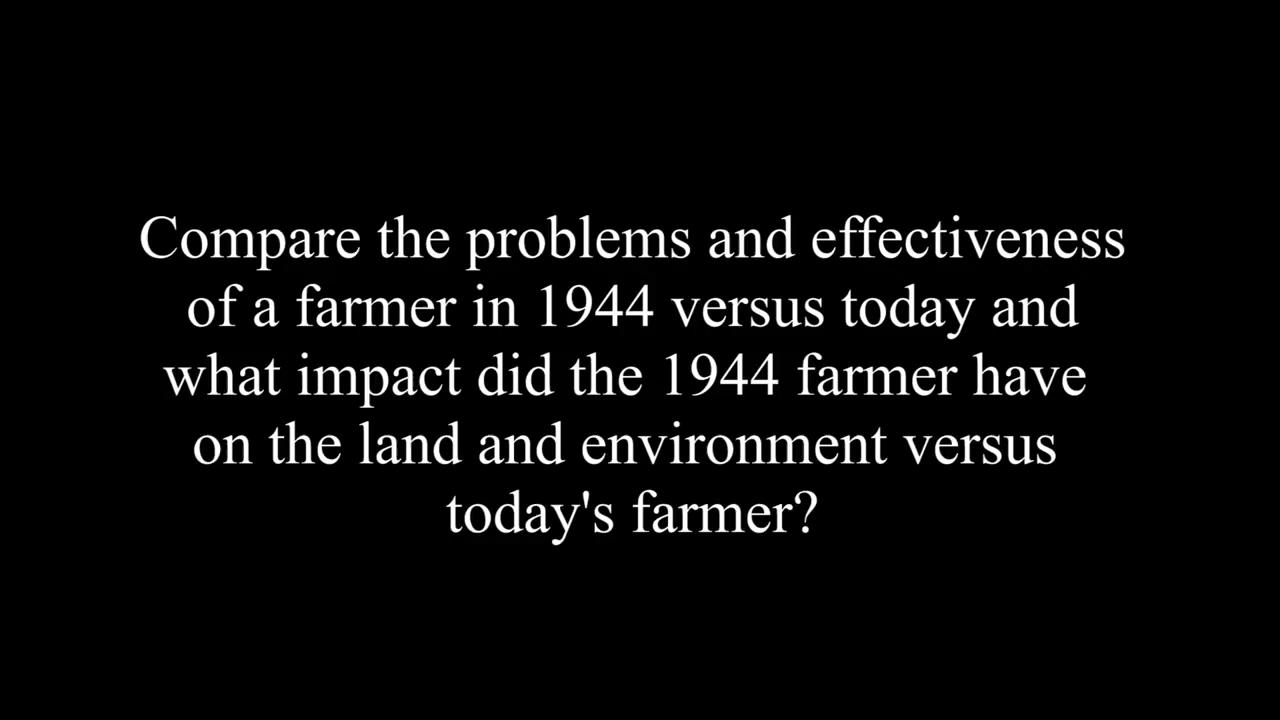 Compare the problems and effectiveness
of a farmer in 1944 versus today and
what impact did the 1944 farmer have
on the land and environment versus
today's farmer?